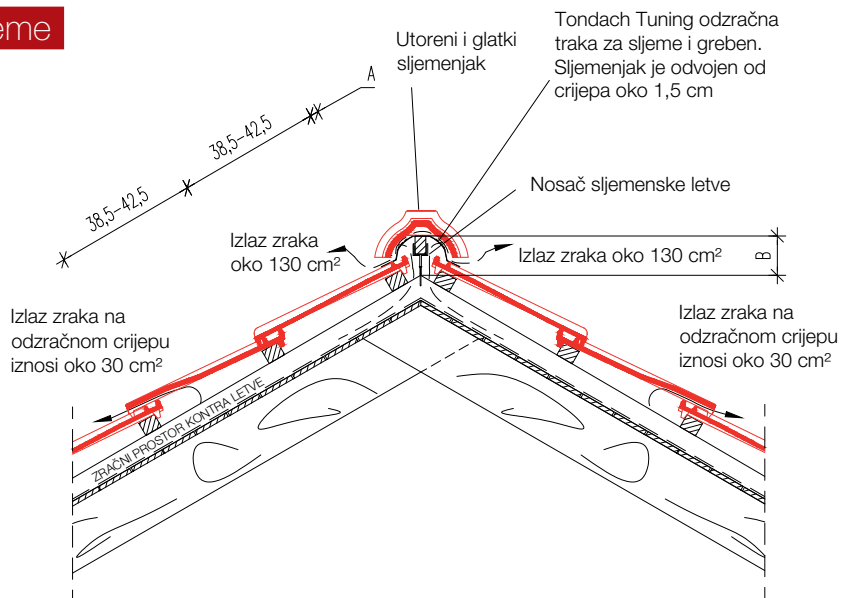 eme
Utoreni i glatki
sljemenjak
Tondach Tuning odzračna
traka za sljeme i greben.
Sljemenjak je odvojen od
crijepa oko 1,5 cm
A
38,5–42,5
38,5–42,5
Nosač sljemenske letve
Izlaz zraka
oko 130 cm²
Izlaz zraka oko 130 cm²
B
Izlaz zraka na
odzračnom crijepu
iznosi oko 30 cm²
Izlaz zraka na
odzračnom crijepu
iznosi oko 30 cm²
ZRAČNI PROSTOR KONTRA LETVE